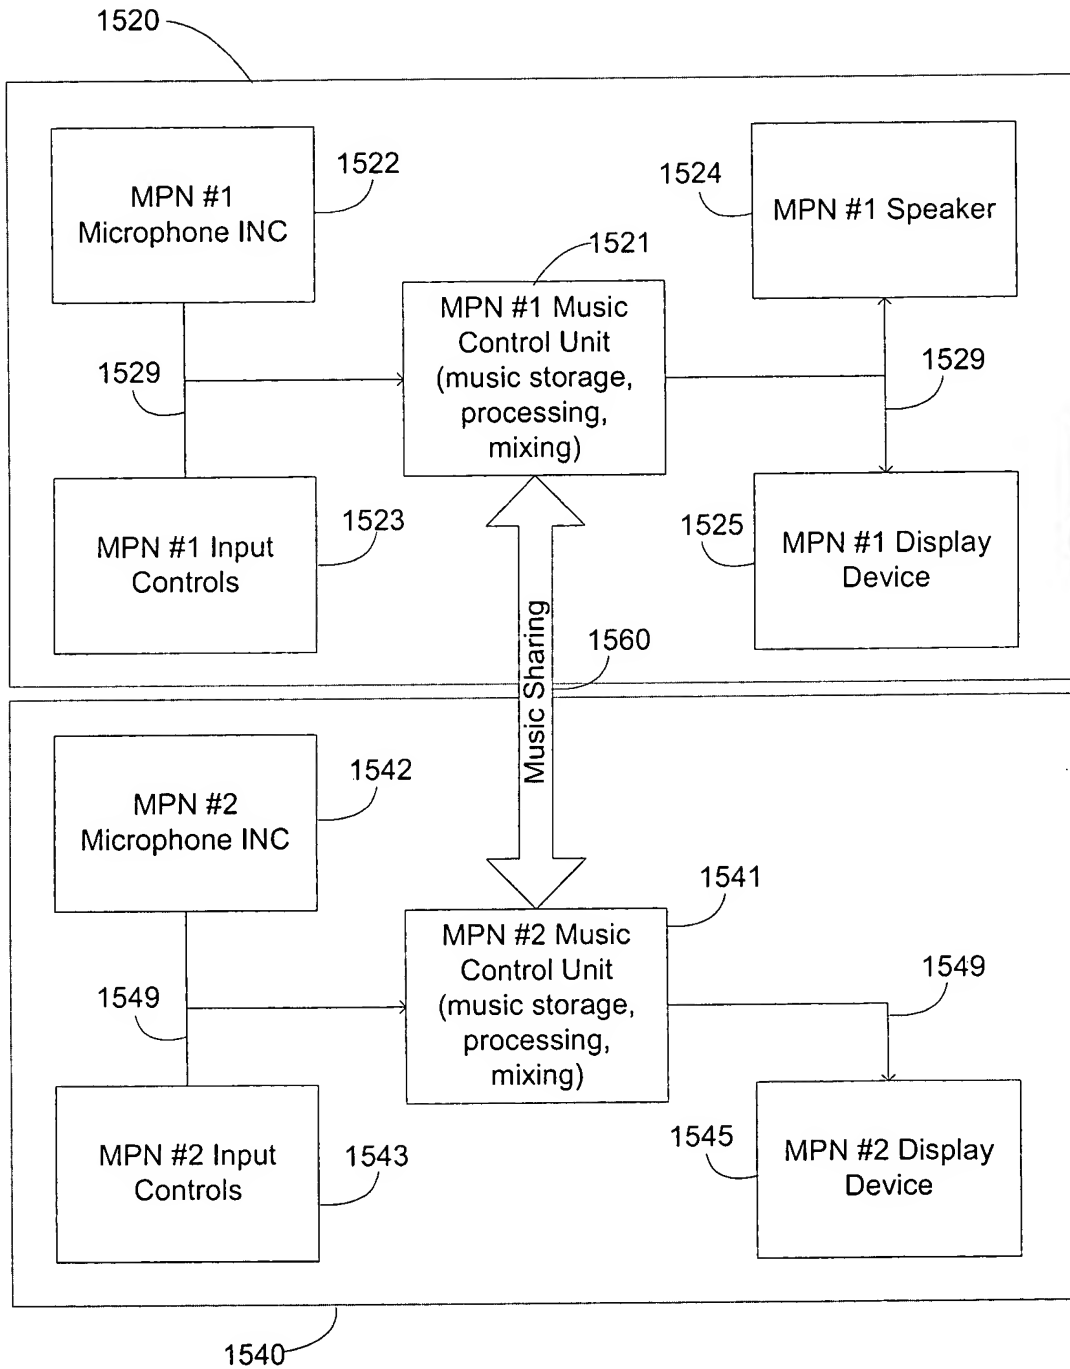 1520
MPN #1
Microphone INC
1522
1524
MPN #1 Speaker
1521
MPN #1 Music
Control Unit
(music storage,
processing,
mixing)
1529
1529
MPN #1 Input
Controls
1523
1525
MPN #1 Display
Device
Music Sharing
1560
MPN #2
Microphone INC
1542
1541
MPN #2 Music
Control Unit
(music storage,
processing,
mixing)
1549
1549
MPN #2 Input
Controls
1543
1545
MPN #2 Display
Device
1540